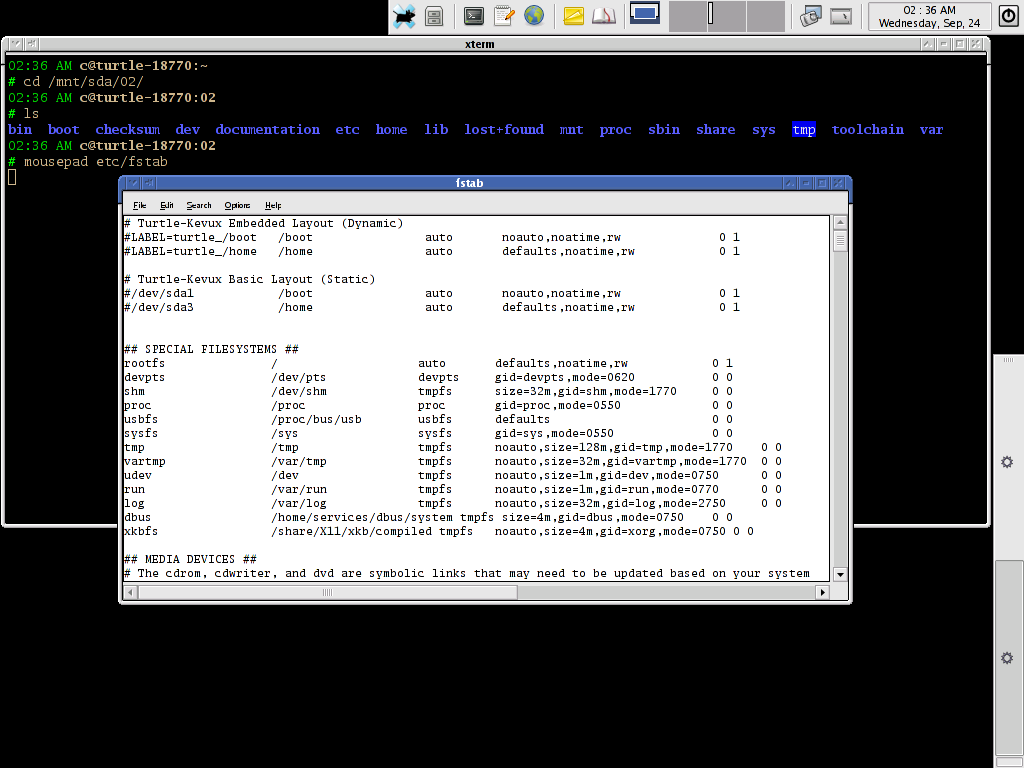 02 : 36 AM
Wednesday, Sep, 24
xterm
02:36 AM c@turtle-18770:~
# cd /mnt/sda/02/
02:36 AM c@turtle-18770:02
# ls
bin boot checksum dev documentation etc home lib lost+found mnt proc sbin share sys tmp toolchain var
02:36 AM c@turtle-18770:02
# mousepad etc/fstab
fstab
File Edit Search Options Help
# Turtle-Kevux Embedded Layout (Dynamic)
#LABEL=turtle_/boot /boot auto noauto,noatime,rw 0 1
#LABEL=turtle_/home /home auto defaults,noatime,rw 0 1
# Turtle-Kevux Basic Layout (Static)
#/dev/sda1 /boot auto noauto,noatime,rw 0 1
#/dev/sda3 /home auto defaults,noatime,rw 0 1
## SPECIAL FILESYSTEMS ##
rootfs / auto defaults,noatime,rw 0 1
devpts /dev/pts devpts gid=devpts,mode=0620 0 0
shm /dev/shm tmpfs size=32m,gid=shm,mode=1770 0 0
proc /proc proc gid=proc,mode=0550 0 0
usbfs /proc/bus/usb usbfs defaults 0 0
sysfs /sys sysfs gid=sys,mode=0550 0 0
tmp /tmp tmpfs noauto,size=128m,gid=tmp,mode=1770 0 0
vartmp /var/tmp tmpfs noauto,size=32m,gid=vartmp,mode=1770 0 0
udev /dev tmpfs noauto,size=1m,gid=dev,mode=0750 0 0
run /var/run tmpfs noauto,size=1m,gid=run,mode=0770 0 0
log /var/log tmpfs noauto,size=32m,gid=log,mode=2750 0 0
dbus /home/services/dbus/system tmpfs size=4m,gid=dbus,mode=0750 0 0
xkbfs /share/X11/xkb/compiled tmpfs noauto,size=4m,gid=xorg,mode=0750 0 0
## MEDIA DEVICES ##
# The cdrom, cdwriter, and dvd are symbolic links that may need to be updated based on your system